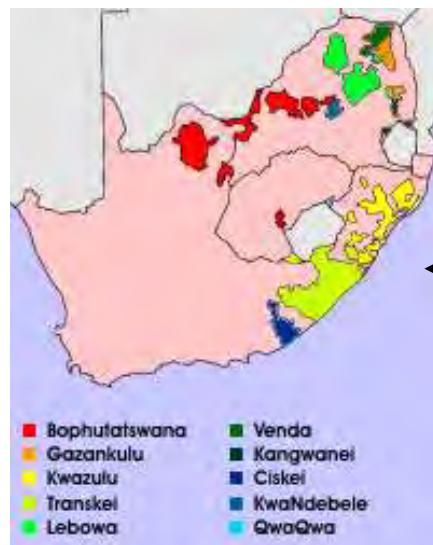 Bophutatswana
Gazankulu
Kwazulu
Transkei
Lebowa
Venda
Kangwanei
Ciskei
KwaNdebele
QwaQwa